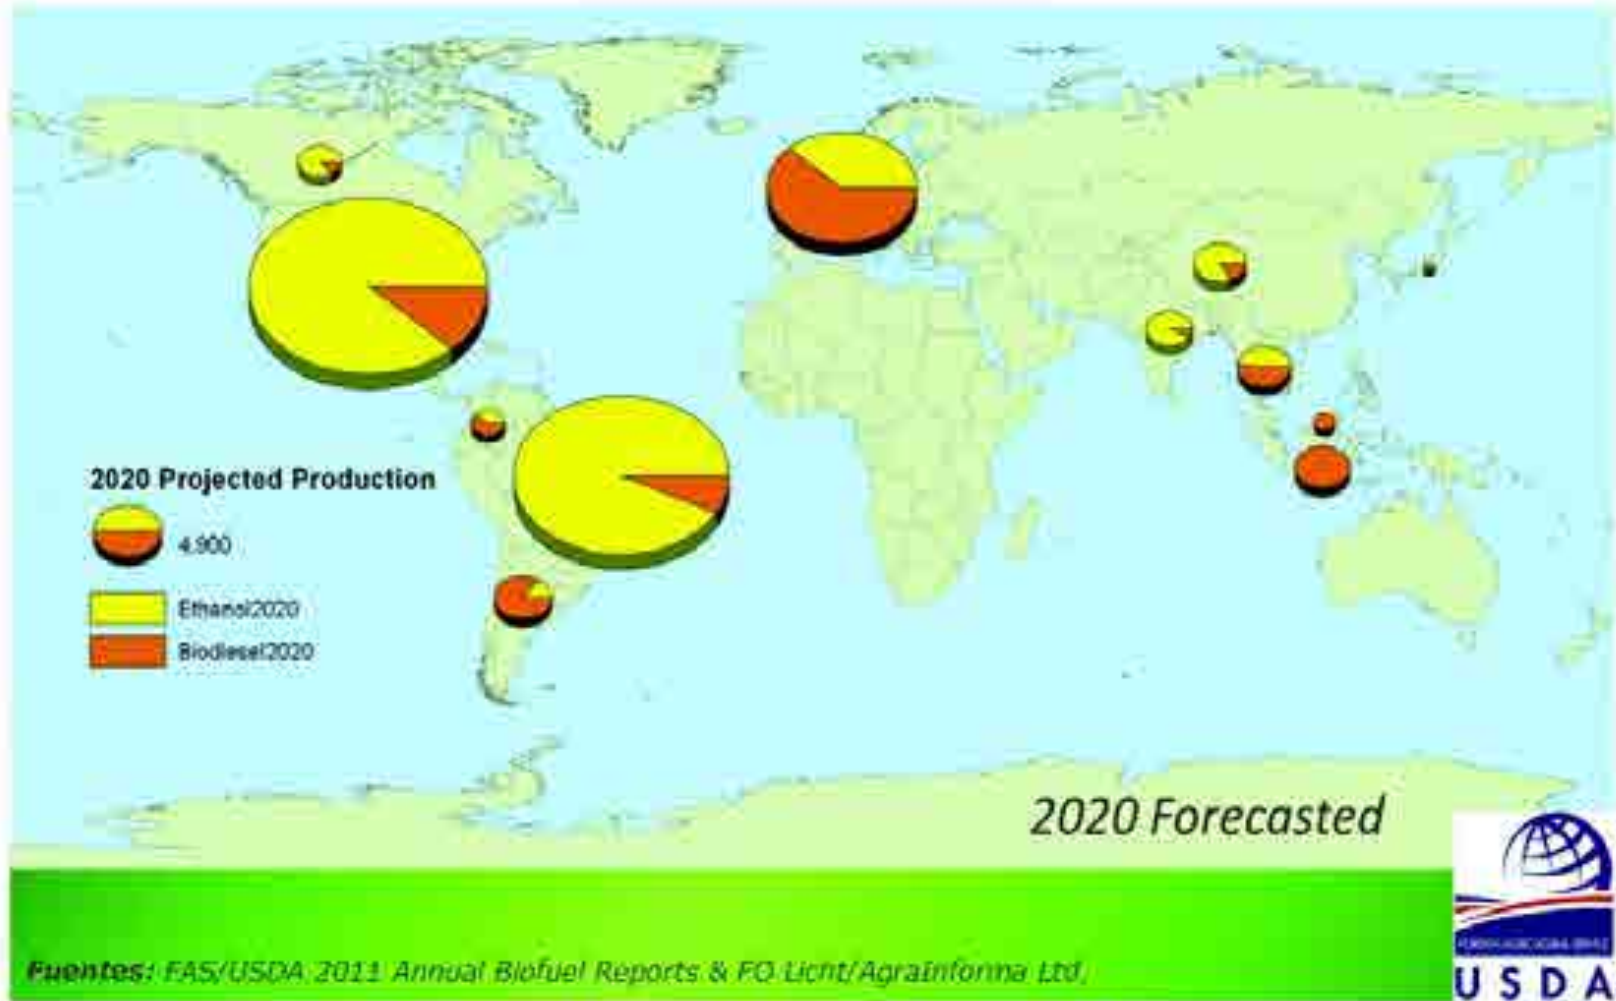 2020 Projected Production
4.900
Ethanol2020
Biodiesel2020
2020 Forecasted
Fuentes: FAS/USDA 2011 Annual Biofuel Reports & FO Licht/AgraInforma Ltd.
USDA